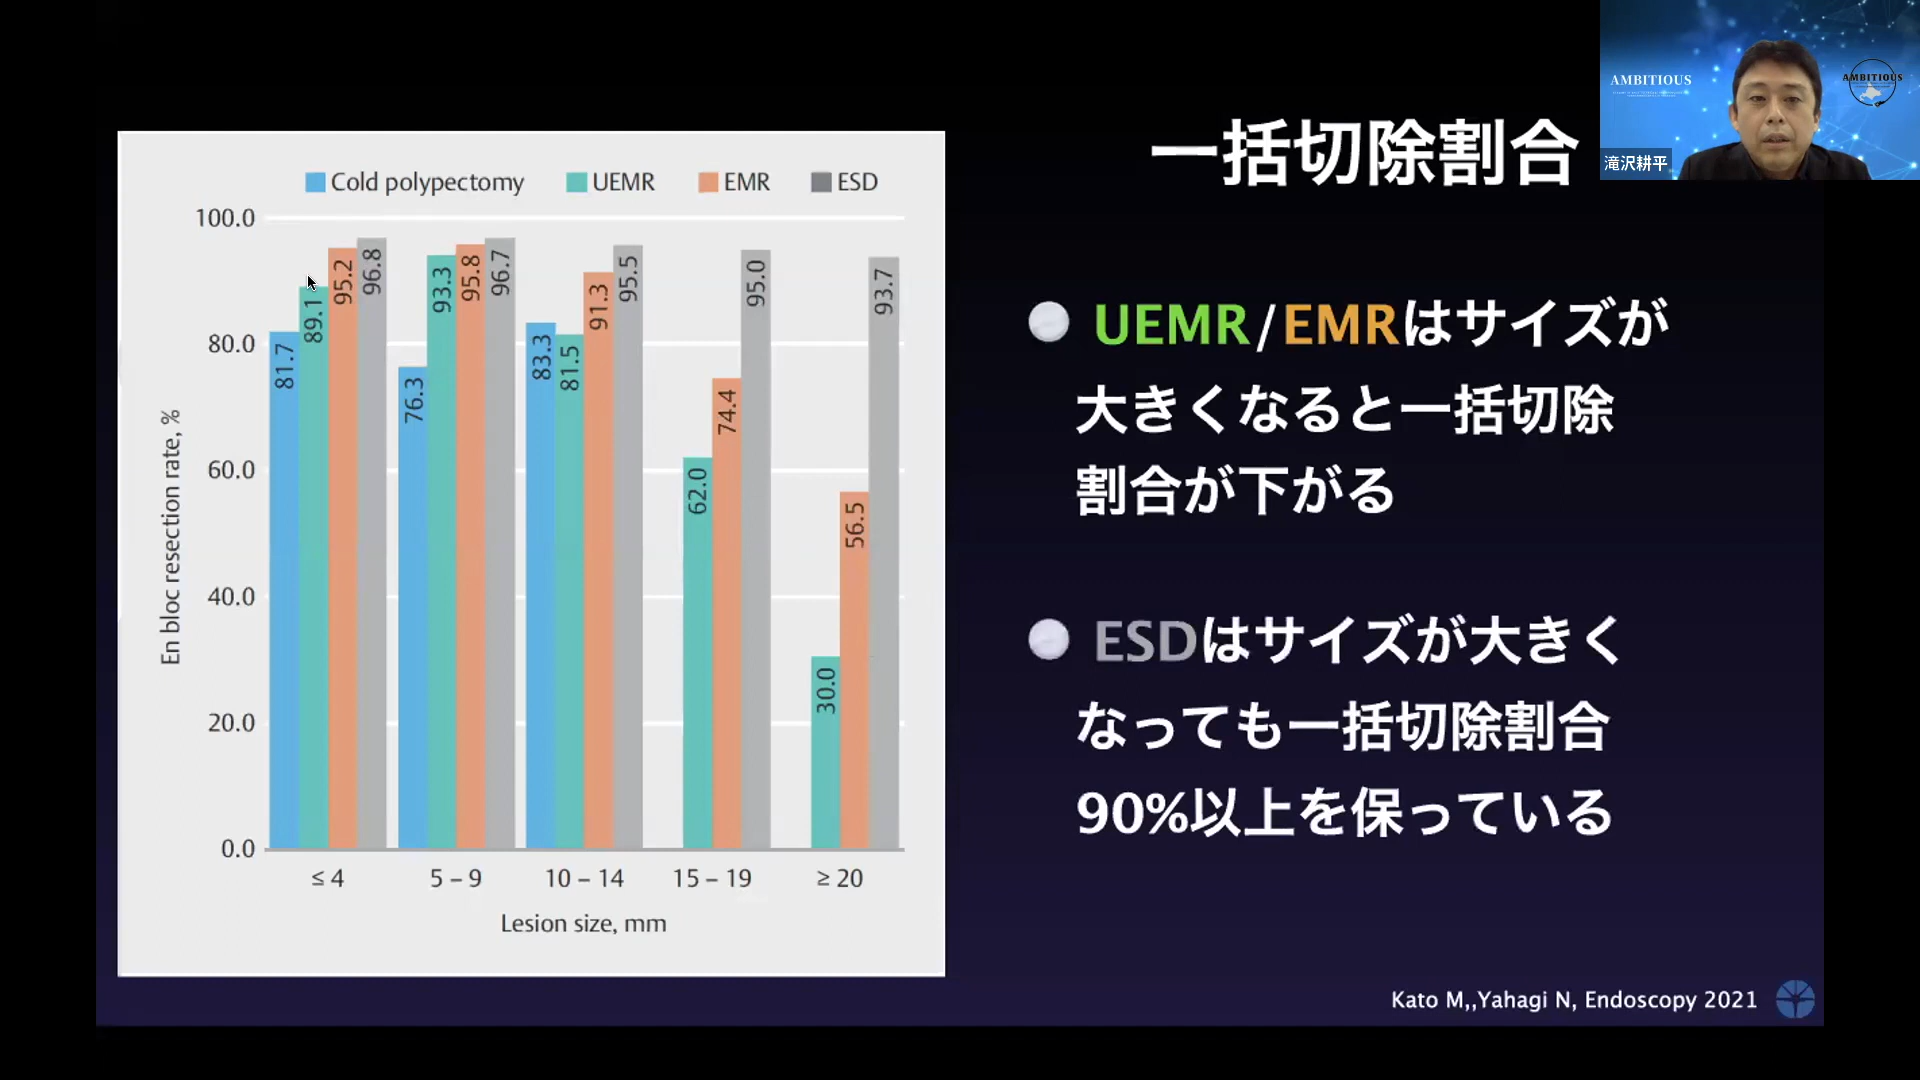 AMBITIOUS
AMBITIOUS
滝沢耕平
一括切除割合
Cold polypectomy UEMR EMR ESD
100.0
80.0
60.0
40.0
20.0
0.0
En bloc resection rate, %
81.7 89.1 95.2 96.8
76.3 93.3 95.8 96.7
83.3 81.5 91.3 95.5
62.0 74.4 95.0
30.0 56.5 93.7
≤ 4 5 – 9 10 – 14 15 – 19 ≥ 20
Lesion size, mm
UEMR/EMRはサイズが
大きくなると一括切除
割合が下がる
ESDはサイズが大きく
なっても一括切除割合
90%以上を保っている
Kato M,,Yahagi N, Endoscopy 2021